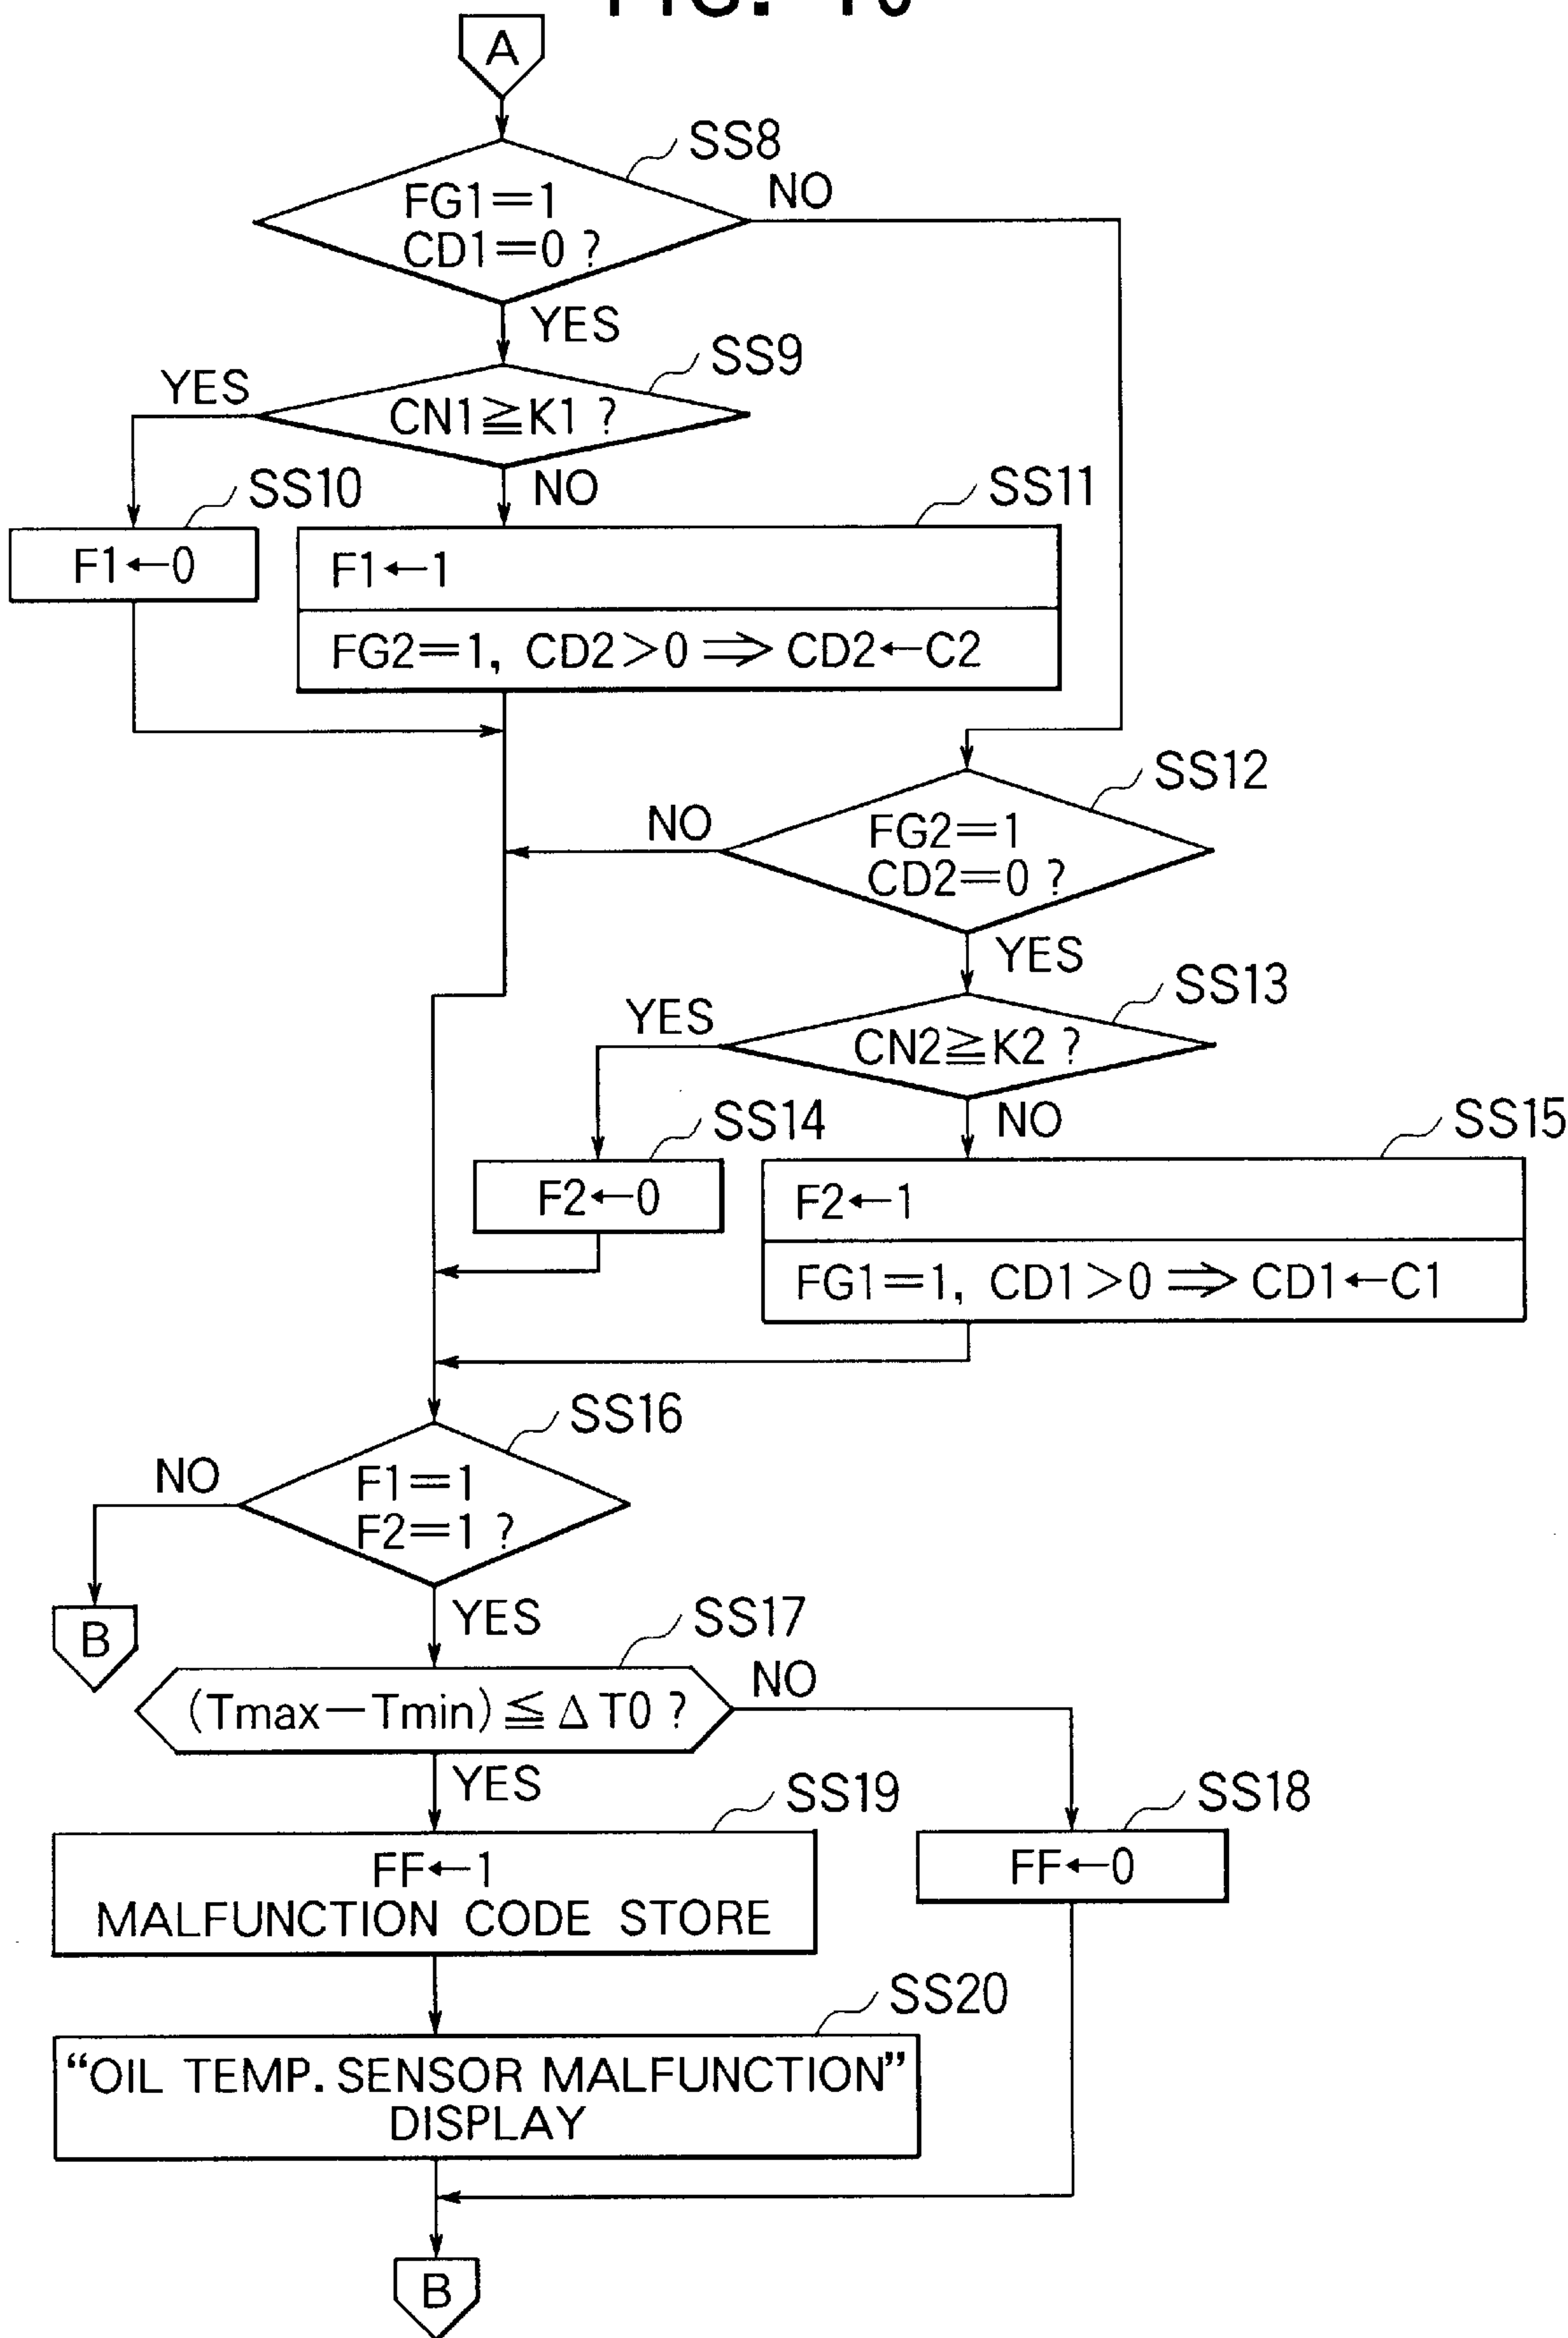 A
SS8
FG1=1
CD1=0 ?
NO
YES
SS9
YES
CN1≧K1 ?
NO
SS10
F1←0
SS11
F1←1
FG2=1, CD2>0 ⇒ CD2←C2
SS12
NO
FG2=1
CD2=0 ?
YES
SS13
YES
CN2≧K2 ?
NO
SS14
F2←0
SS15
F2←1
FG1=1, CD1>0 ⇒ CD1←C1
SS16
NO
F1=1
F2=1 ?
B
YES
SS17
(Tmax−Tmin)≦ΔT0 ?
NO
YES
SS19
FF←1
MALFUNCTION CODE STORE
SS18
FF←0
SS20
“OIL TEMP. SENSOR MALFUNCTION”
DISPLAY
B